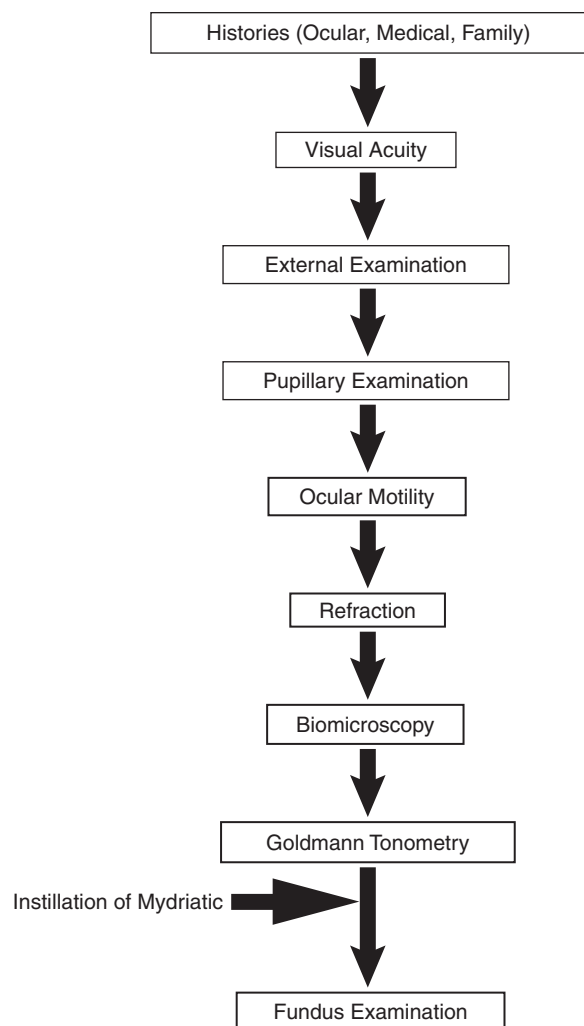 Histories (Ocular, Medical, Family)
Visual Acuity
External Examination
Pupillary Examination
Ocular Motility
Refraction
Biomicroscopy
Goldmann Tonometry
Instillation of Mydriatic
Fundus Examination